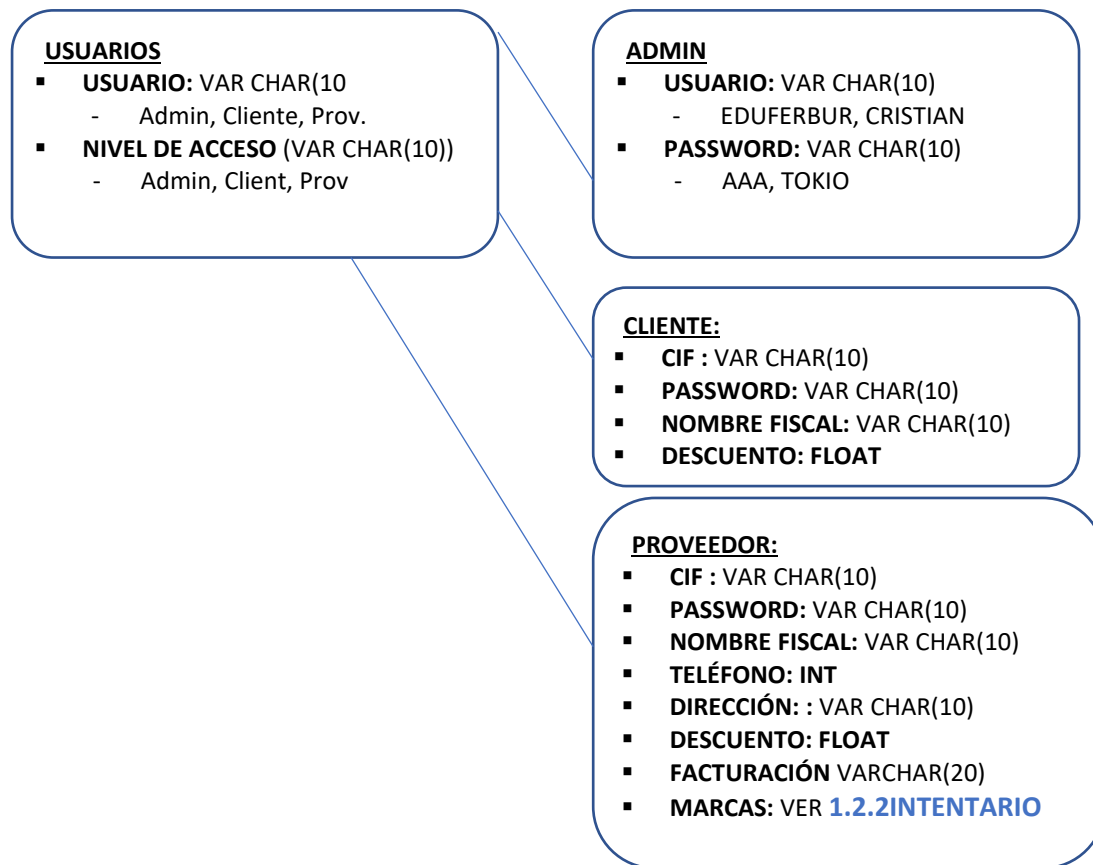 USUARIOS
▪ USUARIO: VAR CHAR(10
- Admin, Cliente, Prov.
▪ NIVEL DE ACCESO (VAR CHAR(10))
- Admin, Client, Prov
ADMIN
▪ USUARIO: VAR CHAR(10)
- EDUFERBUR, CRISTIAN
▪ PASSWORD: VAR CHAR(10)
- AAA, TOKIO
CLIENTE:
▪ CIF : VAR CHAR(10)
▪ PASSWORD: VAR CHAR(10)
▪ NOMBRE FISCAL: VAR CHAR(10)
▪ DESCUENTO: FLOAT
PROVEEDOR:
▪ CIF : VAR CHAR(10)
▪ PASSWORD: VAR CHAR(10)
▪ NOMBRE FISCAL: VAR CHAR(10)
▪ TELÉFONO: INT
▪ DIRECCIÓN: : VAR CHAR(10)
▪ DESCUENTO: FLOAT
▪ FACTURACIÓN VARCHAR(20)
▪ MARCAS: VER 1.2.2INTENTARIO